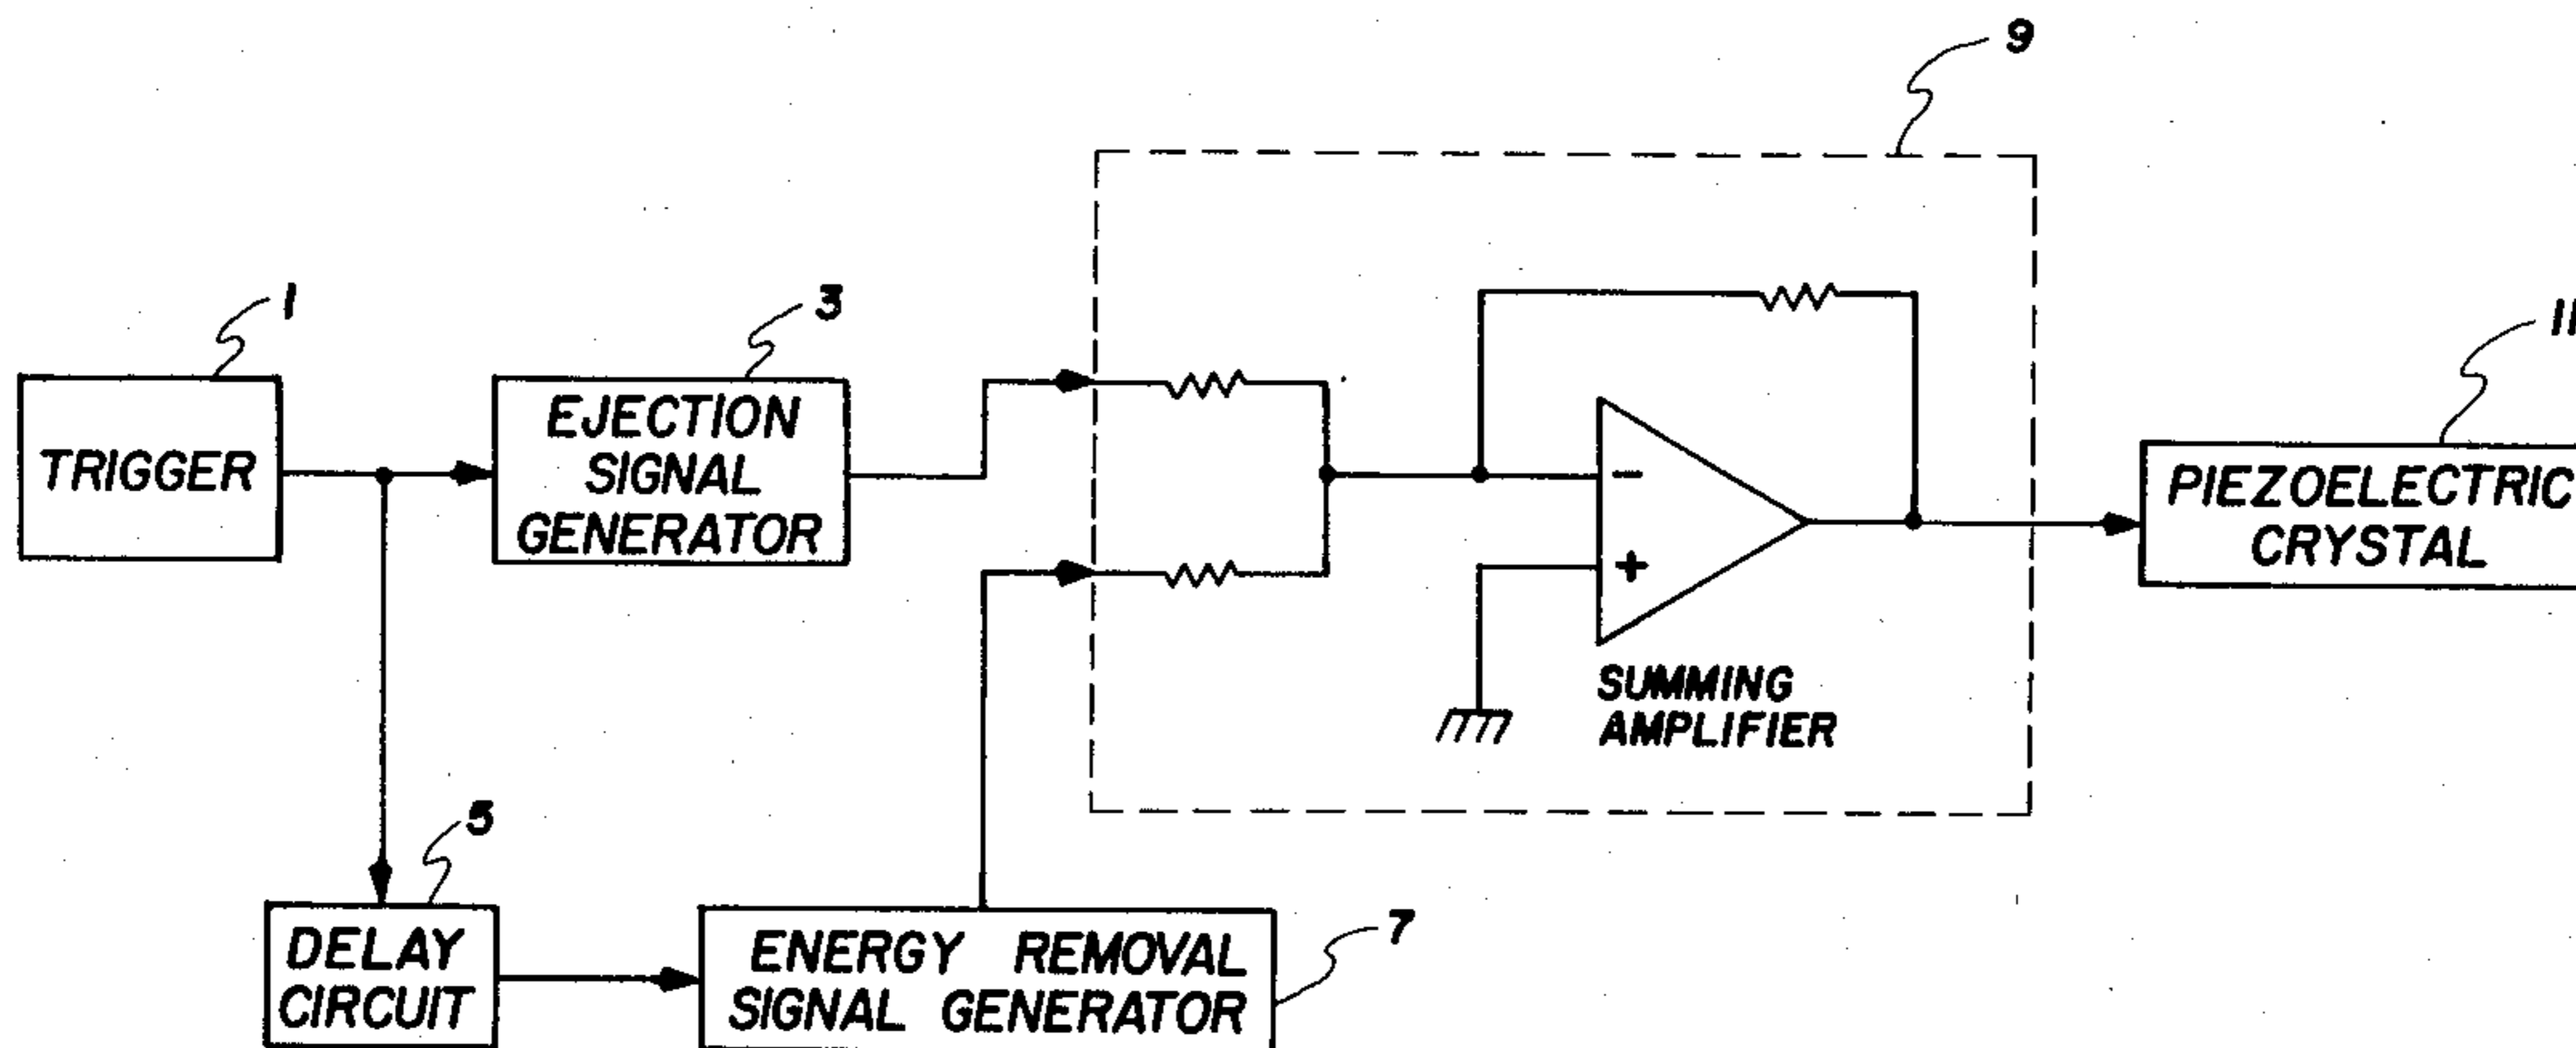 9
1
3
11
TRIGGER
EJECTION
SIGNAL
GENERATOR
−
+
PIEZOELECTRIC
CRYSTAL
SUMMING
AMPLIFIER
5
7
DELAY
CIRCUIT
ENERGY REMOVAL
SIGNAL GENERATOR